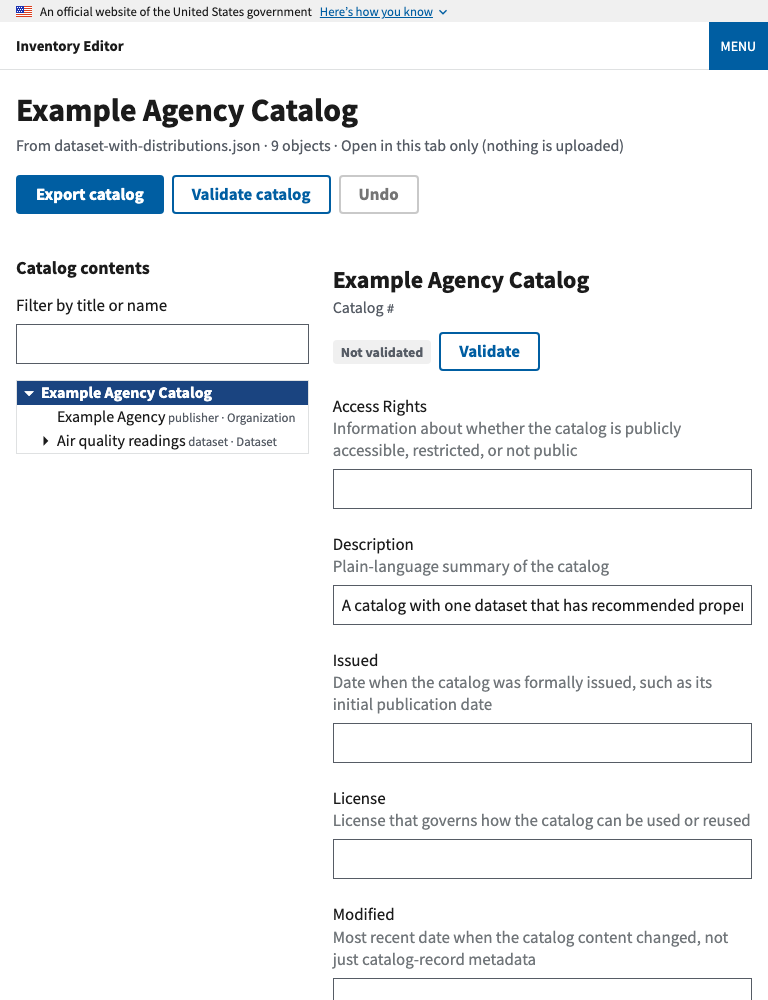 An official website of the United States government Here's how you know
Inventory Editor
MENU
Example Agency Catalog
From dataset-with-distributions.json · 9 objects · Open in this tab only (nothing is uploaded)
Export catalog
Validate catalog
Undo
Catalog contents
Filter by title or name
Example Agency Catalog
Example Agency publisher · Organization
Air quality readings dataset · Dataset
Example Agency Catalog
Catalog #
Not validated
Validate
Access Rights
Information about whether the catalog is publicly
accessible, restricted, or not public
Description
Plain-language summary of the catalog
A catalog with one dataset that has recommended
Issued
Date when the catalog was formally issued, such as its
initial publication date
License
License that governs how the catalog can be used or reused
Modified
Most recent date when the catalog content changed, not
just catalog-record metadata